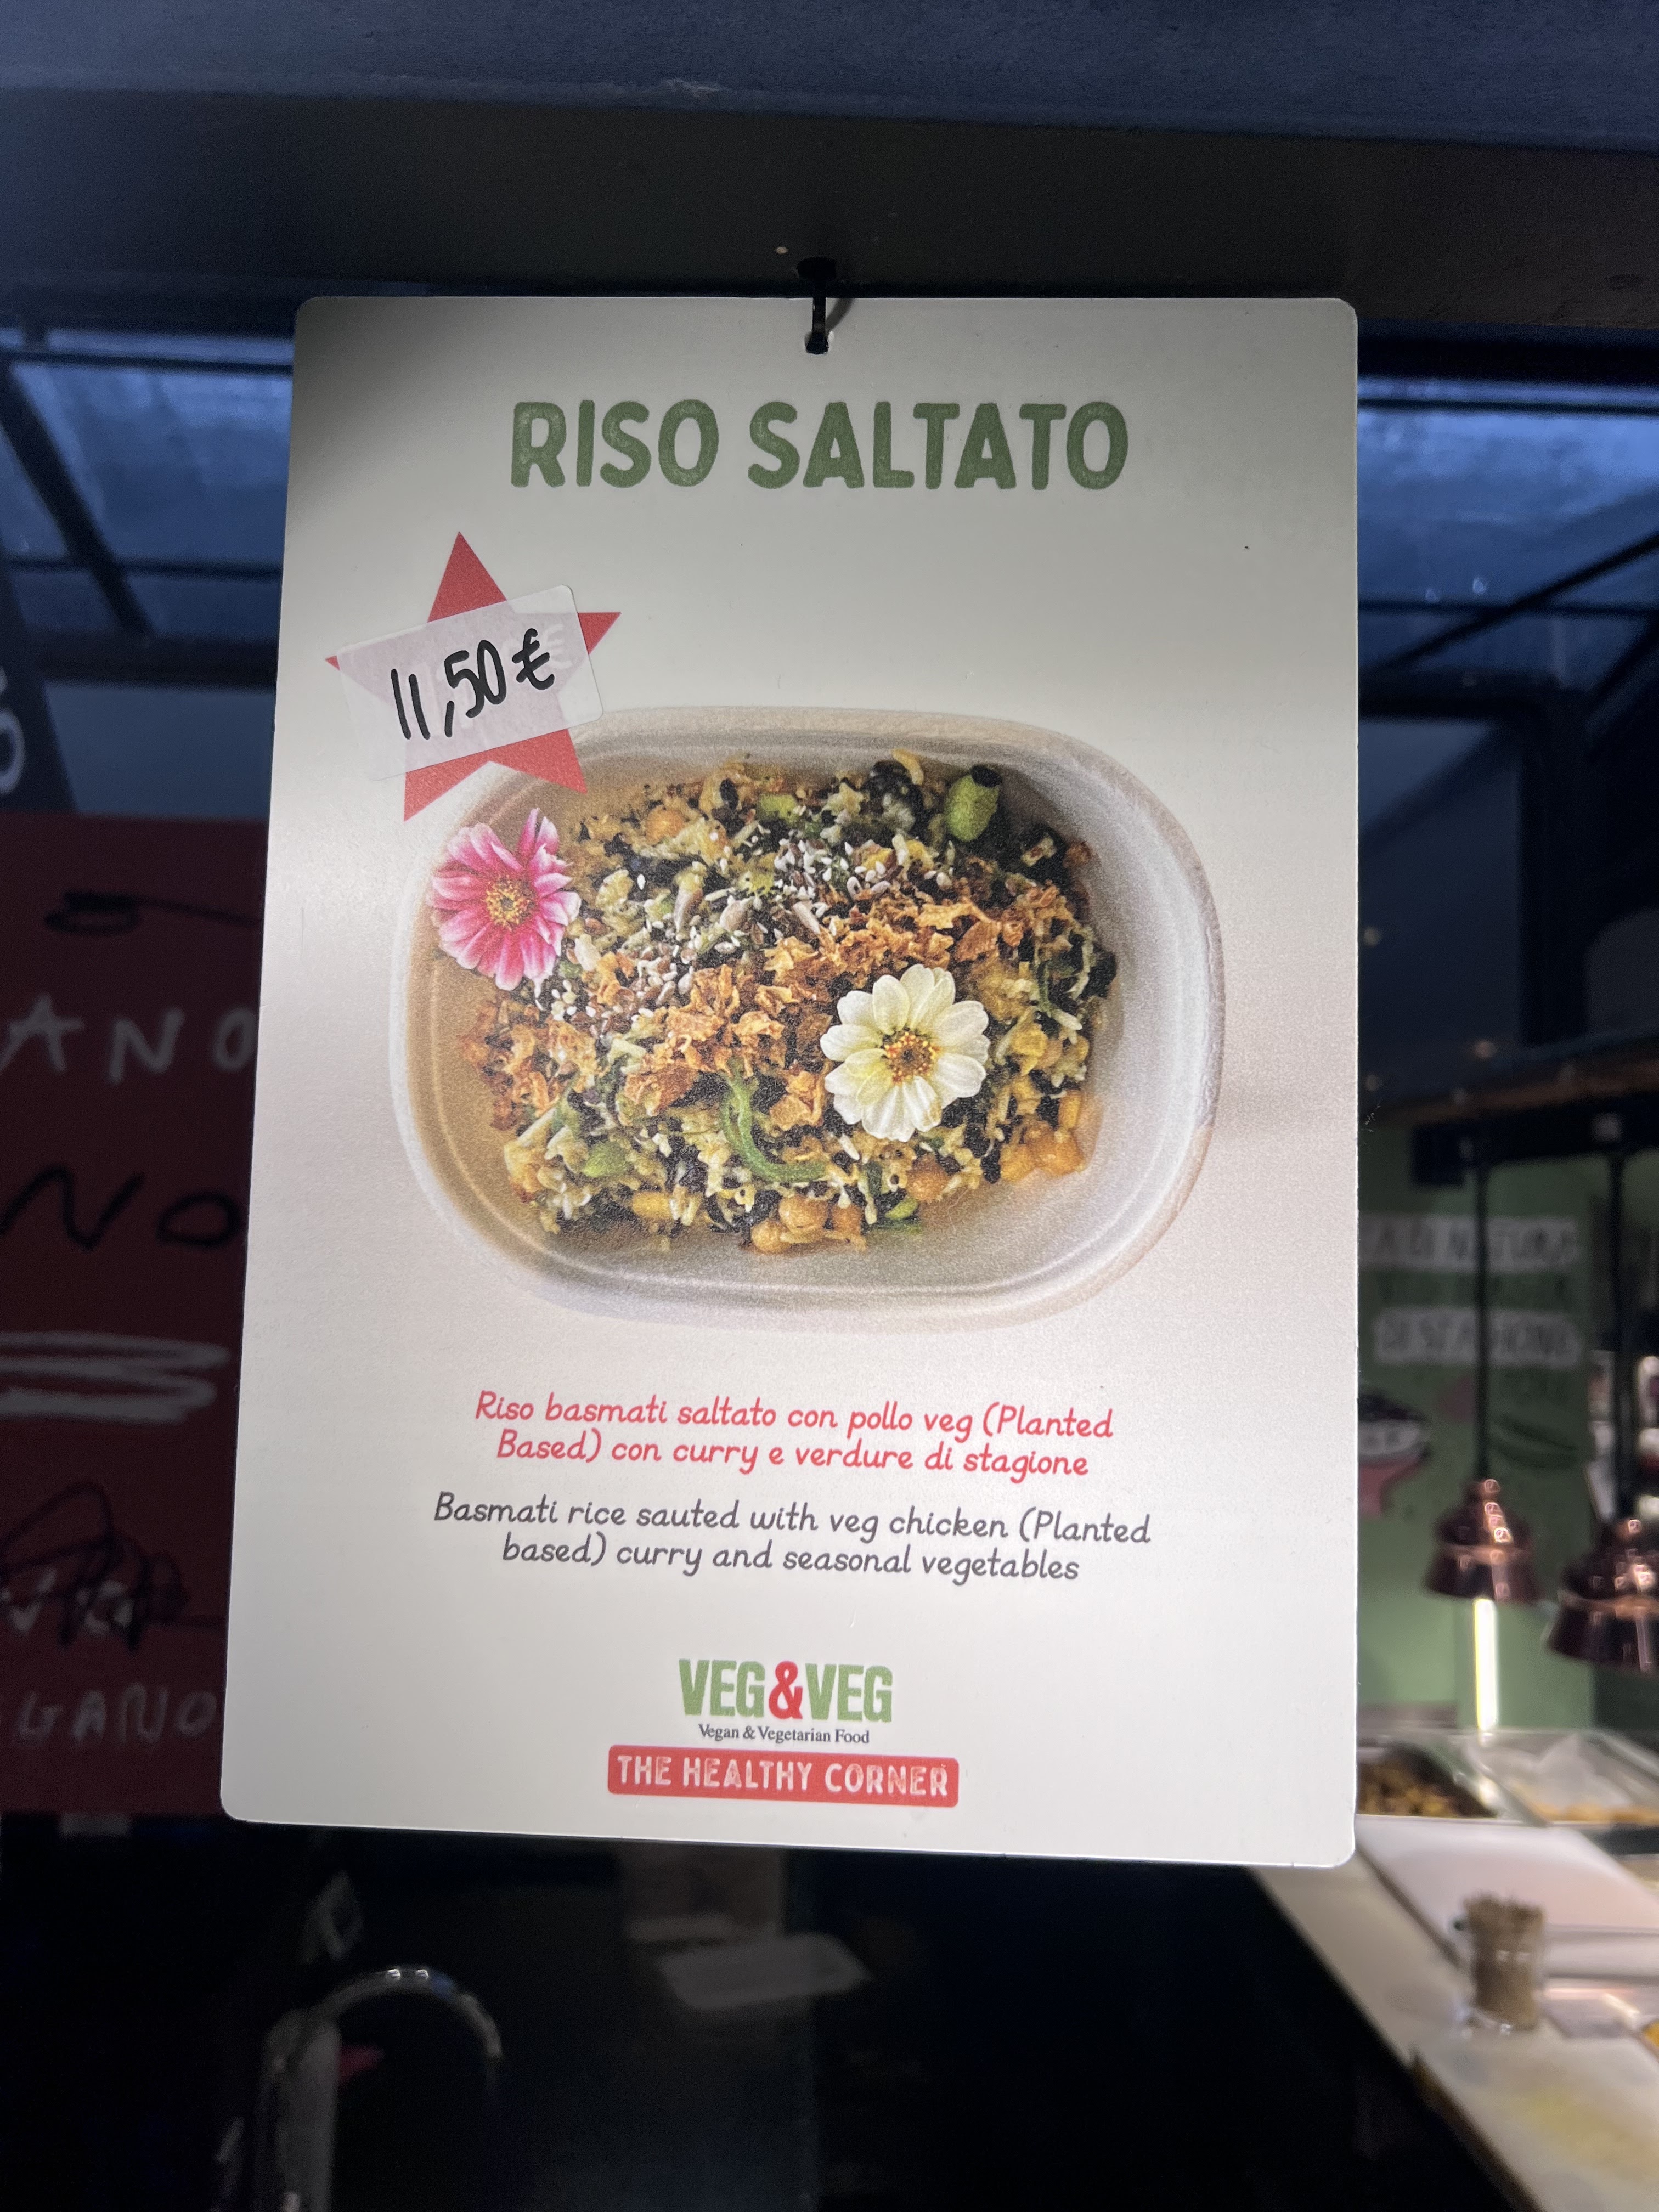 RISO SALTATO
11,50 €
Riso basmati saltato con pollo veg (Planted
Based) con curry e verdure di stagione
Basmati rice sauted with veg chicken (Planted
based) curry and seasonal vegetables
VEG&VEG
Vegan & Vegetarian Food
THE HEALTHY CORNER